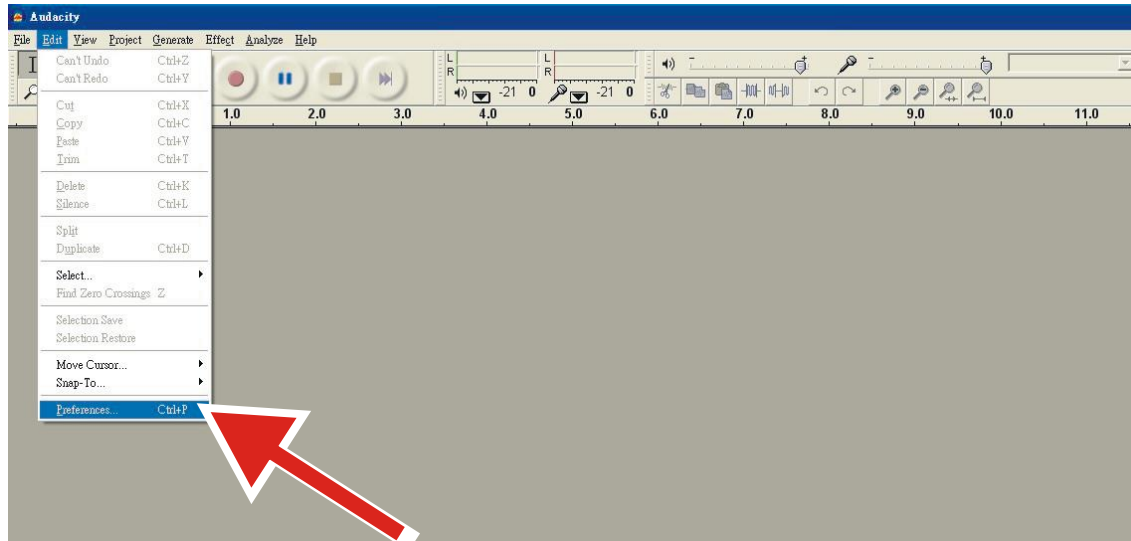 Audacity
File Edit View Project Generate Effect Analyze Help
Can't Undo Ctrl+Z
Can't Redo Ctrl+Y
Cut Ctrl+X
Copy Ctrl+C
Paste Ctrl+V
Trim Ctrl+T
Delete Ctrl+K
Silence Ctrl+L
Split
Duplicate Ctrl+D
Select...
Find Zero Crossings Z
Selection Save
Selection Restore
Move Cursor...
Snap-To...
Preferences... Ctrl+P
L
R
-21 0
L
R
-21 0
1.0 2.0 3.0 4.0 5.0 6.0 7.0 8.0 9.0 10.0 11.0